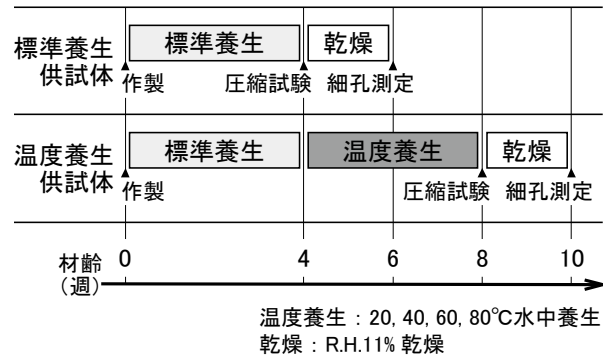 標準養生
供試体
標準養生
乾燥
作製
圧縮試験
細孔測定
温度養生
供試体
標準養生
温度養生
乾燥
作製
圧縮試験
細孔測定
材齢
（週）
0
4
6
8
10
温度養生：20, 40, 60, 80℃水中養生
乾燥：R.H.11% 乾燥